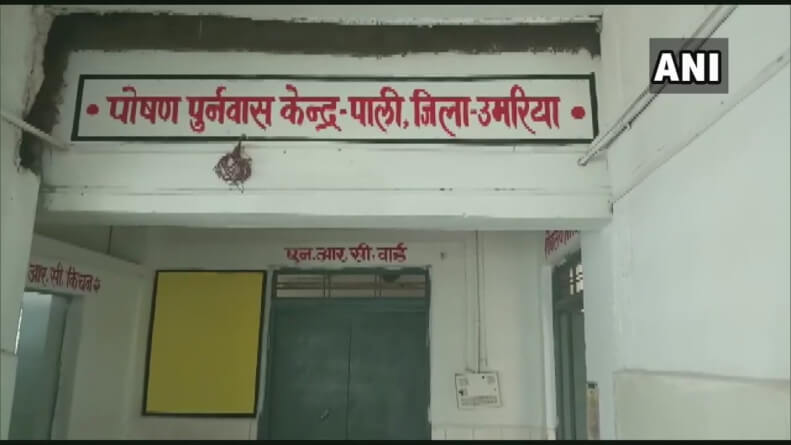 ANI
• पोषण पुर्नवास केन्द्र-पाली, जिला-उमरिया •
एन.आर.सी. वार्ड
आर.सी. किचन